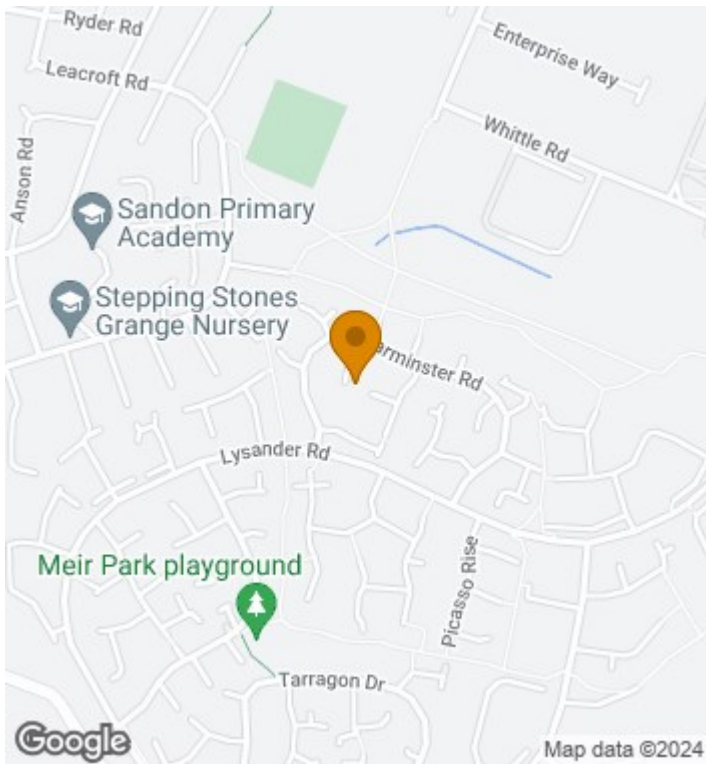 Ryder Rd
Enterprise Way
Leacroft Rd
Whittle Rd
Anson Rd
Sandon Primary
Academy
Stepping Stones
Grange Nursery
arminster Rd
Lysander Rd
Meir Park playground
Picasso Rise
Tarragon Dr
Google
Map data ©2024